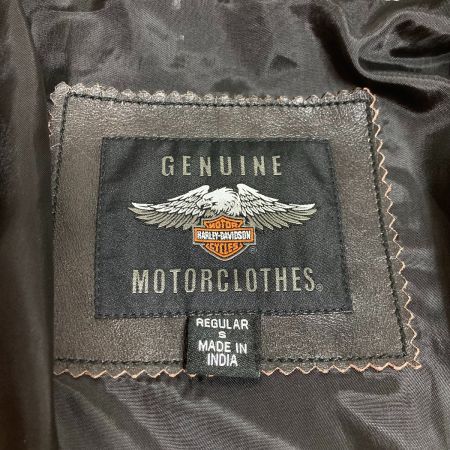 GENUINE
MOTOR
HARLEY-DAVIDSON
CYCLES
MOTORCLOTHES®
REGULAR
S
MADE IN
INDIA